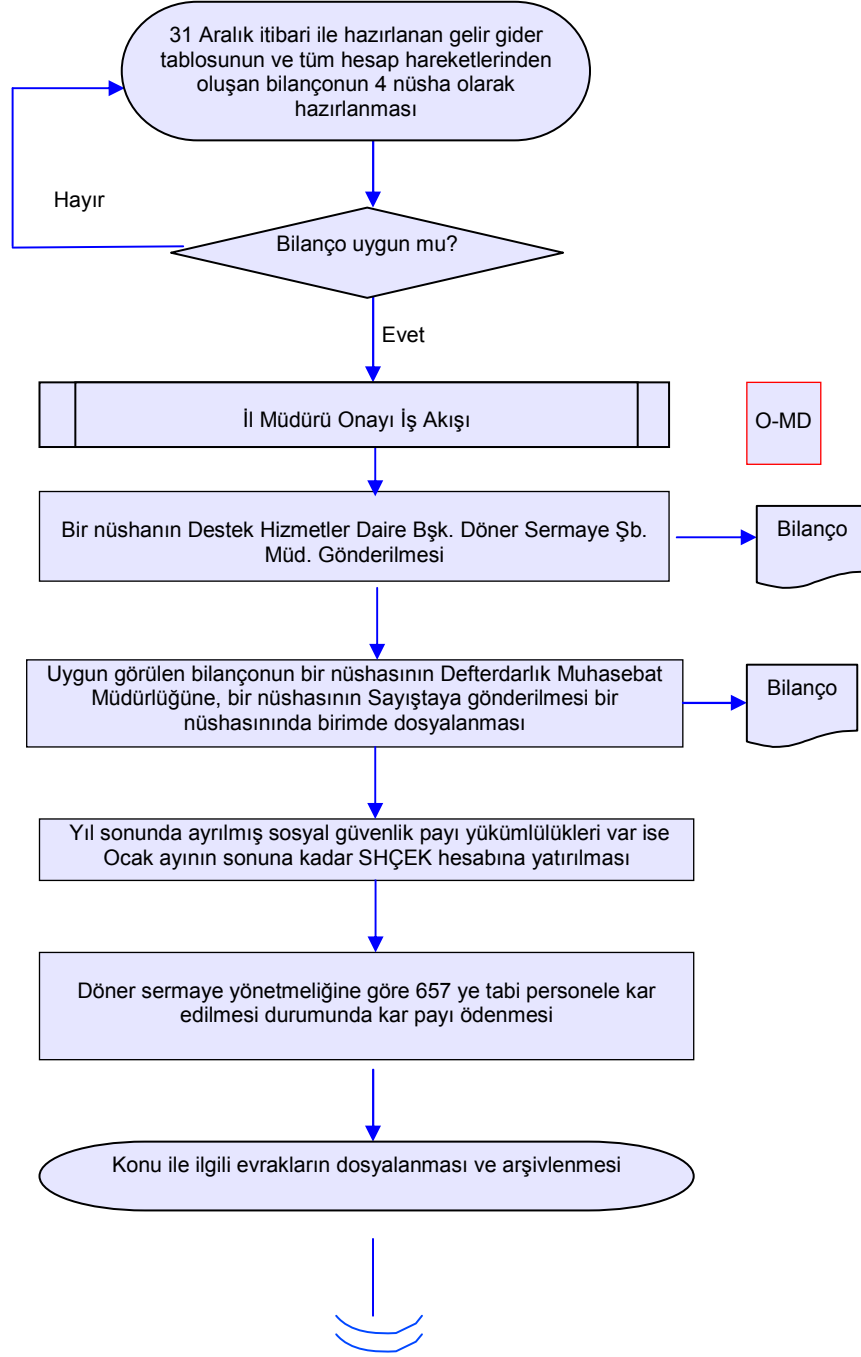 31 Aralık itibari ile hazırlanan gelir gider
tablosunun ve tüm hesap hareketlerinden
oluşan bilançonun 4 nüsha olarak
hazırlanması
Hayır
Bilanço uygun mu?
Evet
İl Müdürü Onayı İş Akışı
O-MD
Bir nüshanın Destek Hizmetler Daire Bşk. Döner Sermaye Şb.
Müd. Gönderilmesi
Bilanço
Uygun görülen bilançonun bir nüshasının Defterdarlık Muhasebat
Müdürlüğüne, bir nüshasının Sayıştaya gönderilmesi bir
nüshasınında birimde dosyalanması
Bilanço
Yıl sonunda ayrılmış sosyal güvenlik payı yükümlülükleri var ise
Ocak ayının sonuna kadar SHÇEK hesabına yatırılması
Döner sermaye yönetmeliğine göre 657 ye tabi personele kar
edilmesi durumunda kar payı ödenmesi
Konu ile ilgili evrakların dosyalanması ve arşivlenmesi